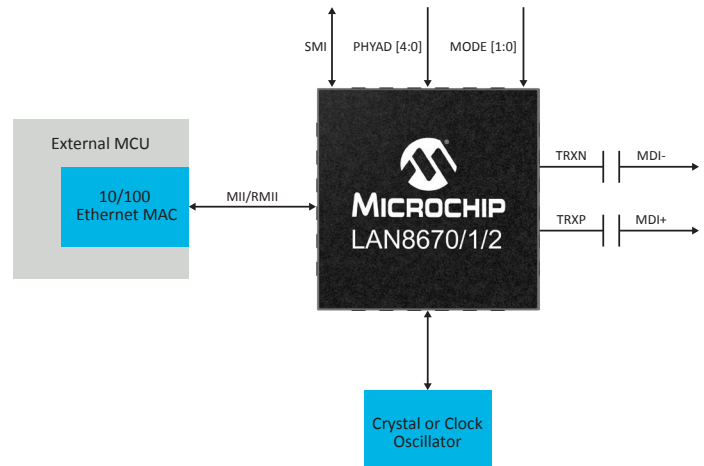 SMI
PHYAD [4:0]
MODE [1:0]
External MCU
10/100
Ethernet MAC
MII/RMII
MICROCHIP
LAN8670/1/2
TRXN
MDI-
TRXP
MDI+
Crystal or Clock
Oscillator